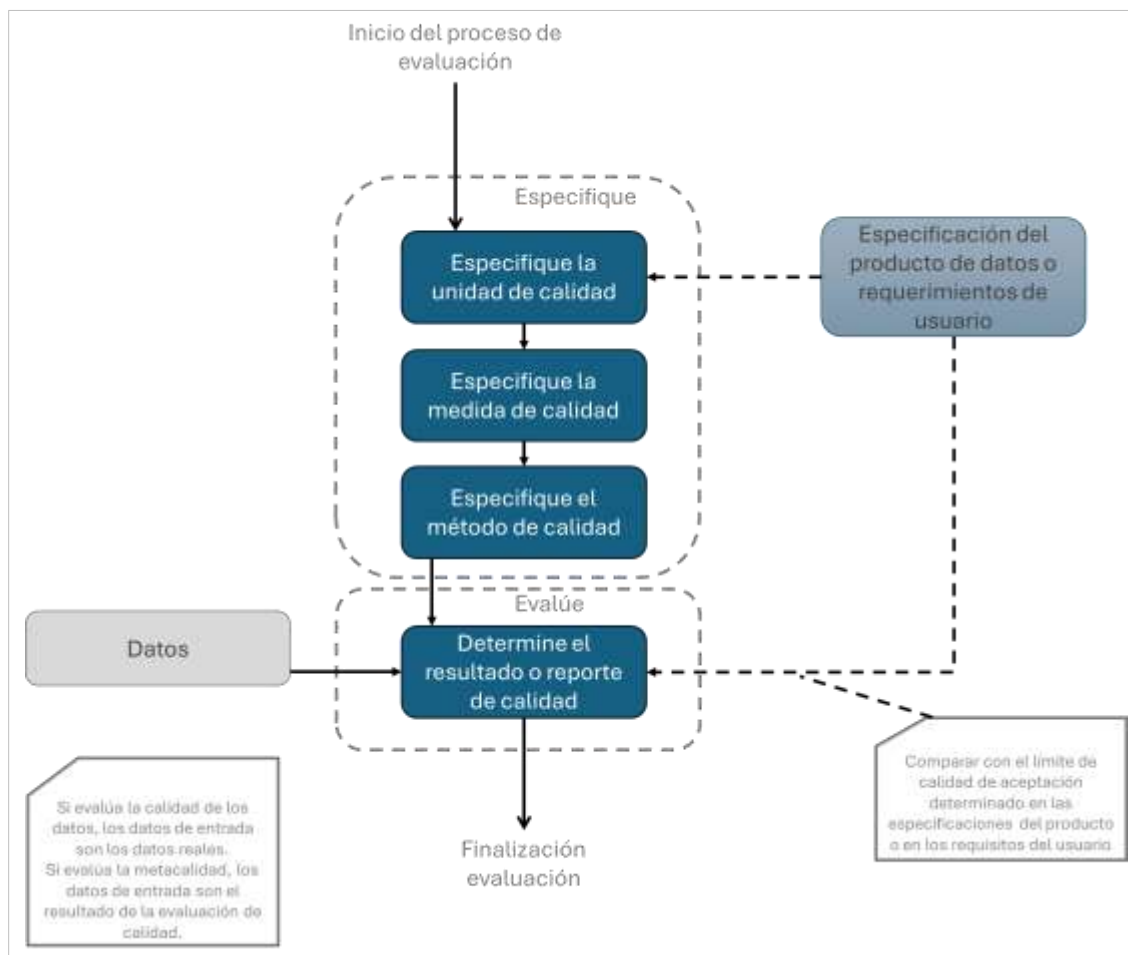 Inicio del proceso de
evaluación
Especifique
Especifique la
unidad de calidad
Especificación del
producto de datos o
requerimientos de
usuario
Especifique la
medida de calidad
Especifique el
método de calidad
Evalúe
Datos
Determine el
resultado o reporte
de calidad
Si evalúa la calidad de los
datos, los datos de entrada
son los datos reales.
Si evalúa la metacalidad, los
datos de entrada son el
resultado de la evaluación de
calidad.
Comparar con el límite de
calidad de aceptación
determinado en las
especificaciones del producto
o en los requisitos del usuario
Finalización
evaluación